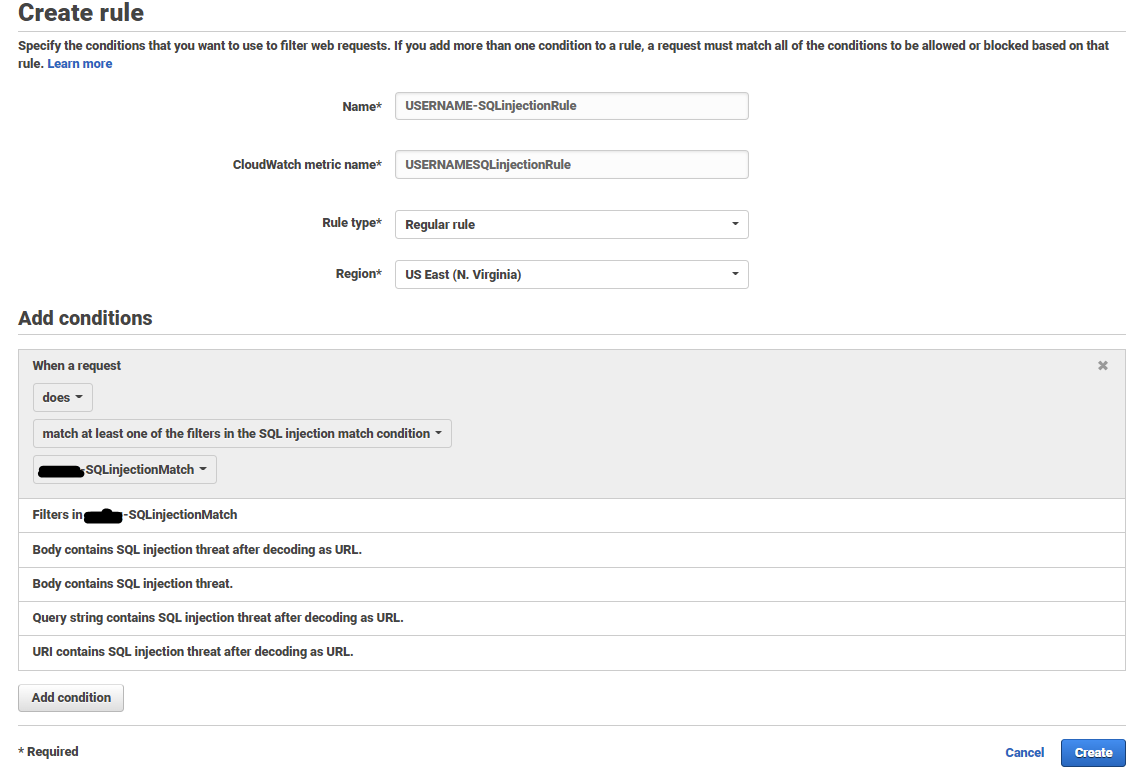 Create rule
Specify the conditions that you want to use to filter web requests. If you add more than one condition to a rule, a request must match all of the conditions to be allowed or blocked based on that
rule. Learn more
Name* USERNAME-SQLinjectionRule
CloudWatch metric name* USERNAMESQLinjectionRule
Rule type* Regular rule
Region* US East (N. Virginia)
Add conditions
When a request
does
match at least one of the filters in the SQL injection match condition
-SQLinjectionMatch
Filters in -SQLinjectionMatch
Body contains SQL injection threat after decoding as URL.
Body contains SQL injection threat.
Query string contains SQL injection threat after decoding as URL.
URI contains SQL injection threat after decoding as URL.
Add condition
* Required
Cancel Create